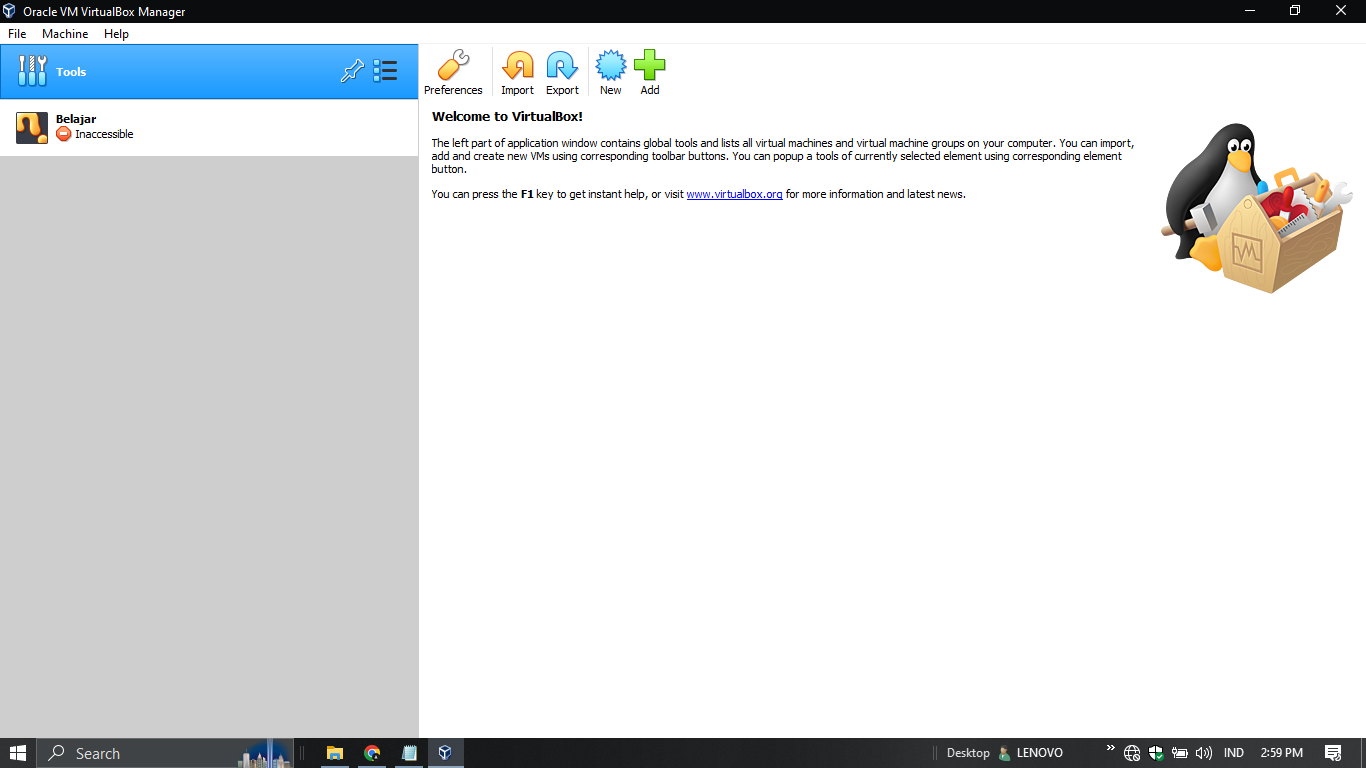 Oracle VM VirtualBox Manager
File Machine Help
Tools
Belajar
Inaccessible
Preferences Import Export New Add
Welcome to VirtualBox!
The left part of application window contains global tools and lists all virtual machines and virtual machine groups on your computer. You can import,
add and create new VMs using corresponding toolbar buttons. You can popup a tools of currently selected element using corresponding element
button.
You can press the F1 key to get instant help, or visit www.virtualbox.org for more information and latest news.
Search
Desktop
LENOVO
IND
2:59 PM